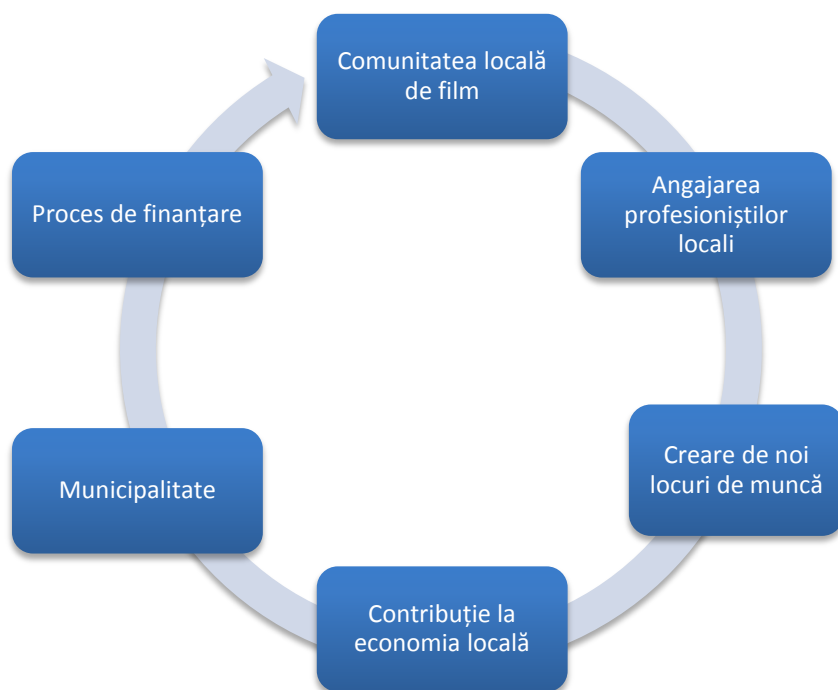 Comunitatea locală
de film
Angajarea
profesioniștilor
locali
Creare de noi
locuri de muncă
Contribuție la
economia locală
Municipalitate
Proces de finanțare